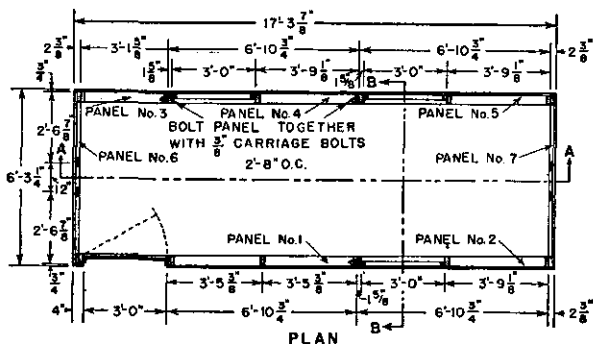 17'-3 7/8"
2 3/8" 3'-1 5/8" 6'-10 3/4" 6'-10 3/4" 2 3/8"
3/4" 1 5/8" 3'-0" 3'-9 1/8" 1 5/8" B 3'-0" 3'-9 1/8"
PANEL No.3 PANEL No.4 PANEL No.5
BOLT PANEL TOGETHER
WITH 3/8" CARRIAGE BOLTS
2'-8" O.C.
2'-6 7/8"
PANEL No.6 PANEL No.7
A A
6'-3 1/4" 12"
2'-6 7/8"
PANEL No.1 PANEL No.2
3/4" 3'-5 3/8" 3'-5 3/8" 3'-0" 3'-9 1/8"
1 5/8"
4" 3'-0" 6'-10 3/4" B 6'-10 3/4" 2 3/8"
PLAN